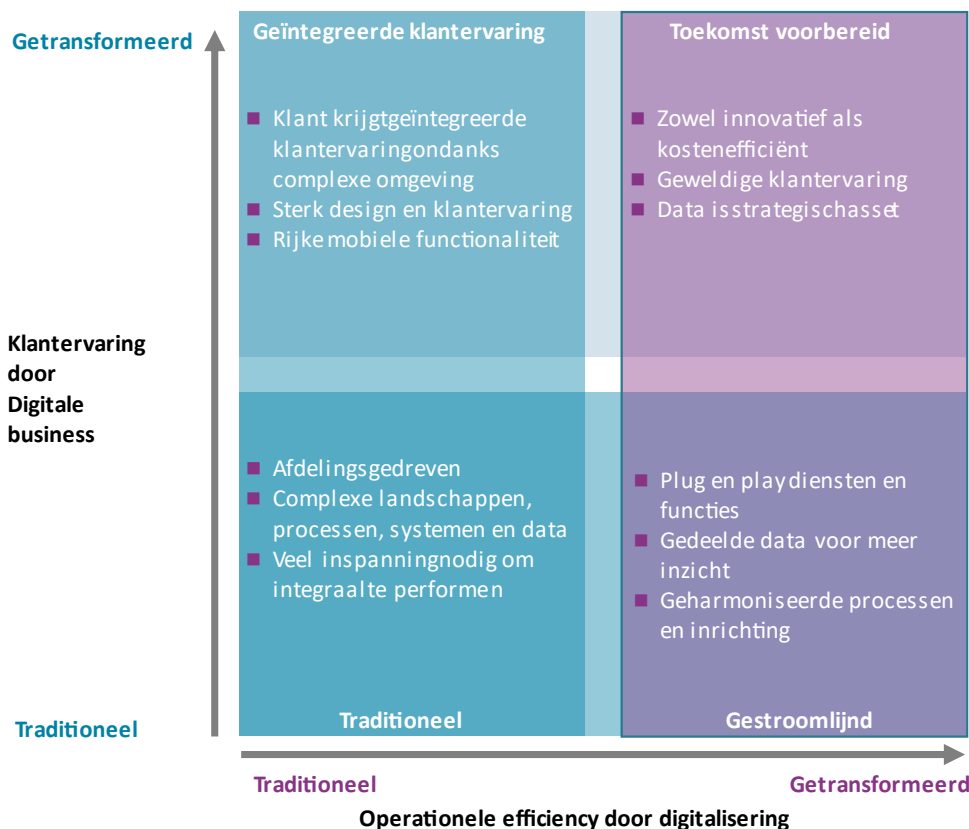 Getransformeerd
Geïntegreerde klantervaring
Klant krijgtgeïntegreerde
klantervaringondanks
complexe omgeving
Sterk design en klantervaring
Rijke mobiele functionaliteit
Toekomst voorbereid
Zowel innovatief als
kostenefficiënt
Geweldige klantervaring
Data isstrategischasset
Klantervaring
door
Digitale
business
Afdelingsgedreven
Complexe landschappen,
processen, systemen en data
Veel inspanningnodig om
integraalte performen
Traditioneel
Plug en playdiensten en
functies
Gedeelde data voor meer
inzicht
Geharmoniseerde processen
en inrichting
Gestroomlijnd
Traditioneel
Traditioneel
Getransformeerd
Operationele efficiency door digitalisering